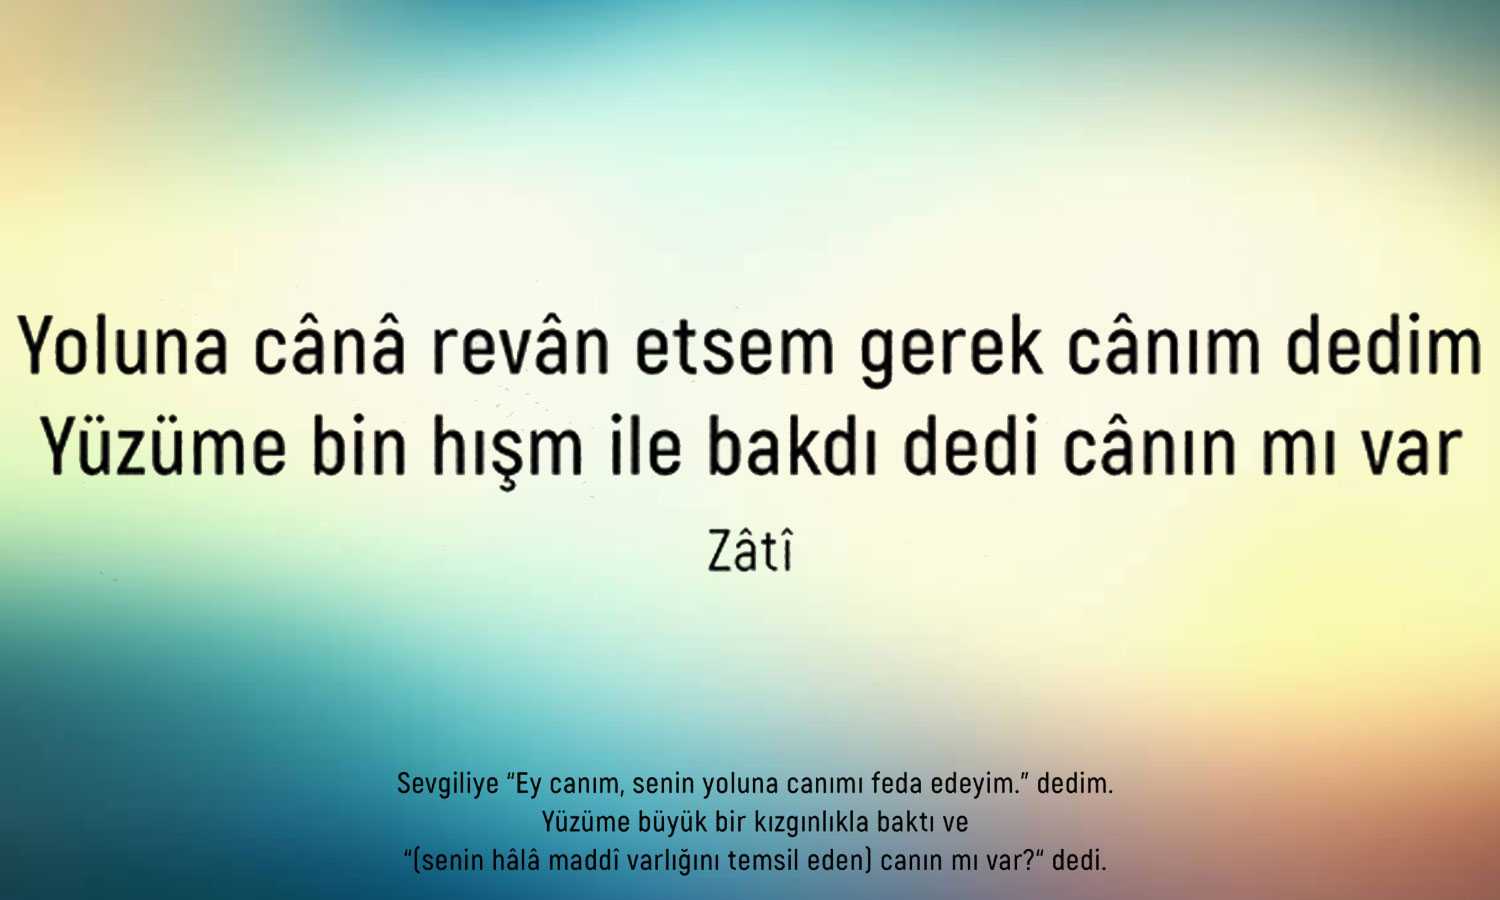 Yoluna cânâ revân etsem gerek cânım dedim
Yüzüme bin hışm ile bakdı dedi cânın mı var
Zâtî
Sevgiliye “Ey canım, senin yoluna canımı feda edeyim.” dedim.
Yüzüme büyük bir kızgınlıkla baktı ve
“(senin hâlâ maddî varlığını temsil eden) canın mı var?“ dedi.